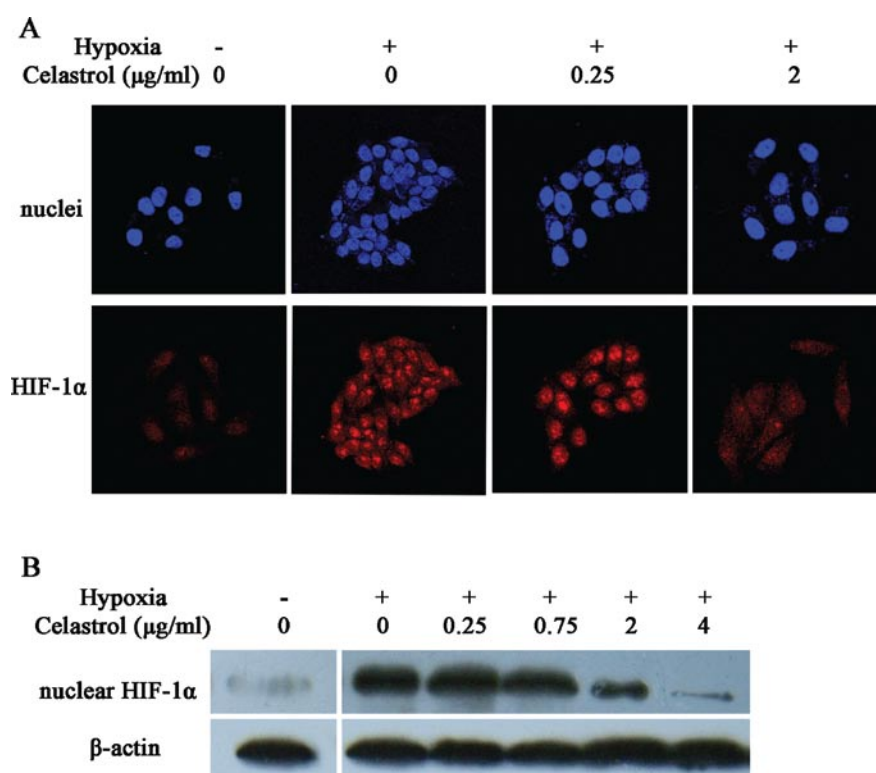 A
Hypoxia - + + +
Celastrol (μg/ml) 0 0 0.25 2
nuclei
HIF-1α
B
Hypoxia - + + + + +
Celastrol (μg/ml) 0 0 0.25 0.75 2 4
nuclear HIF-1α
β-actin